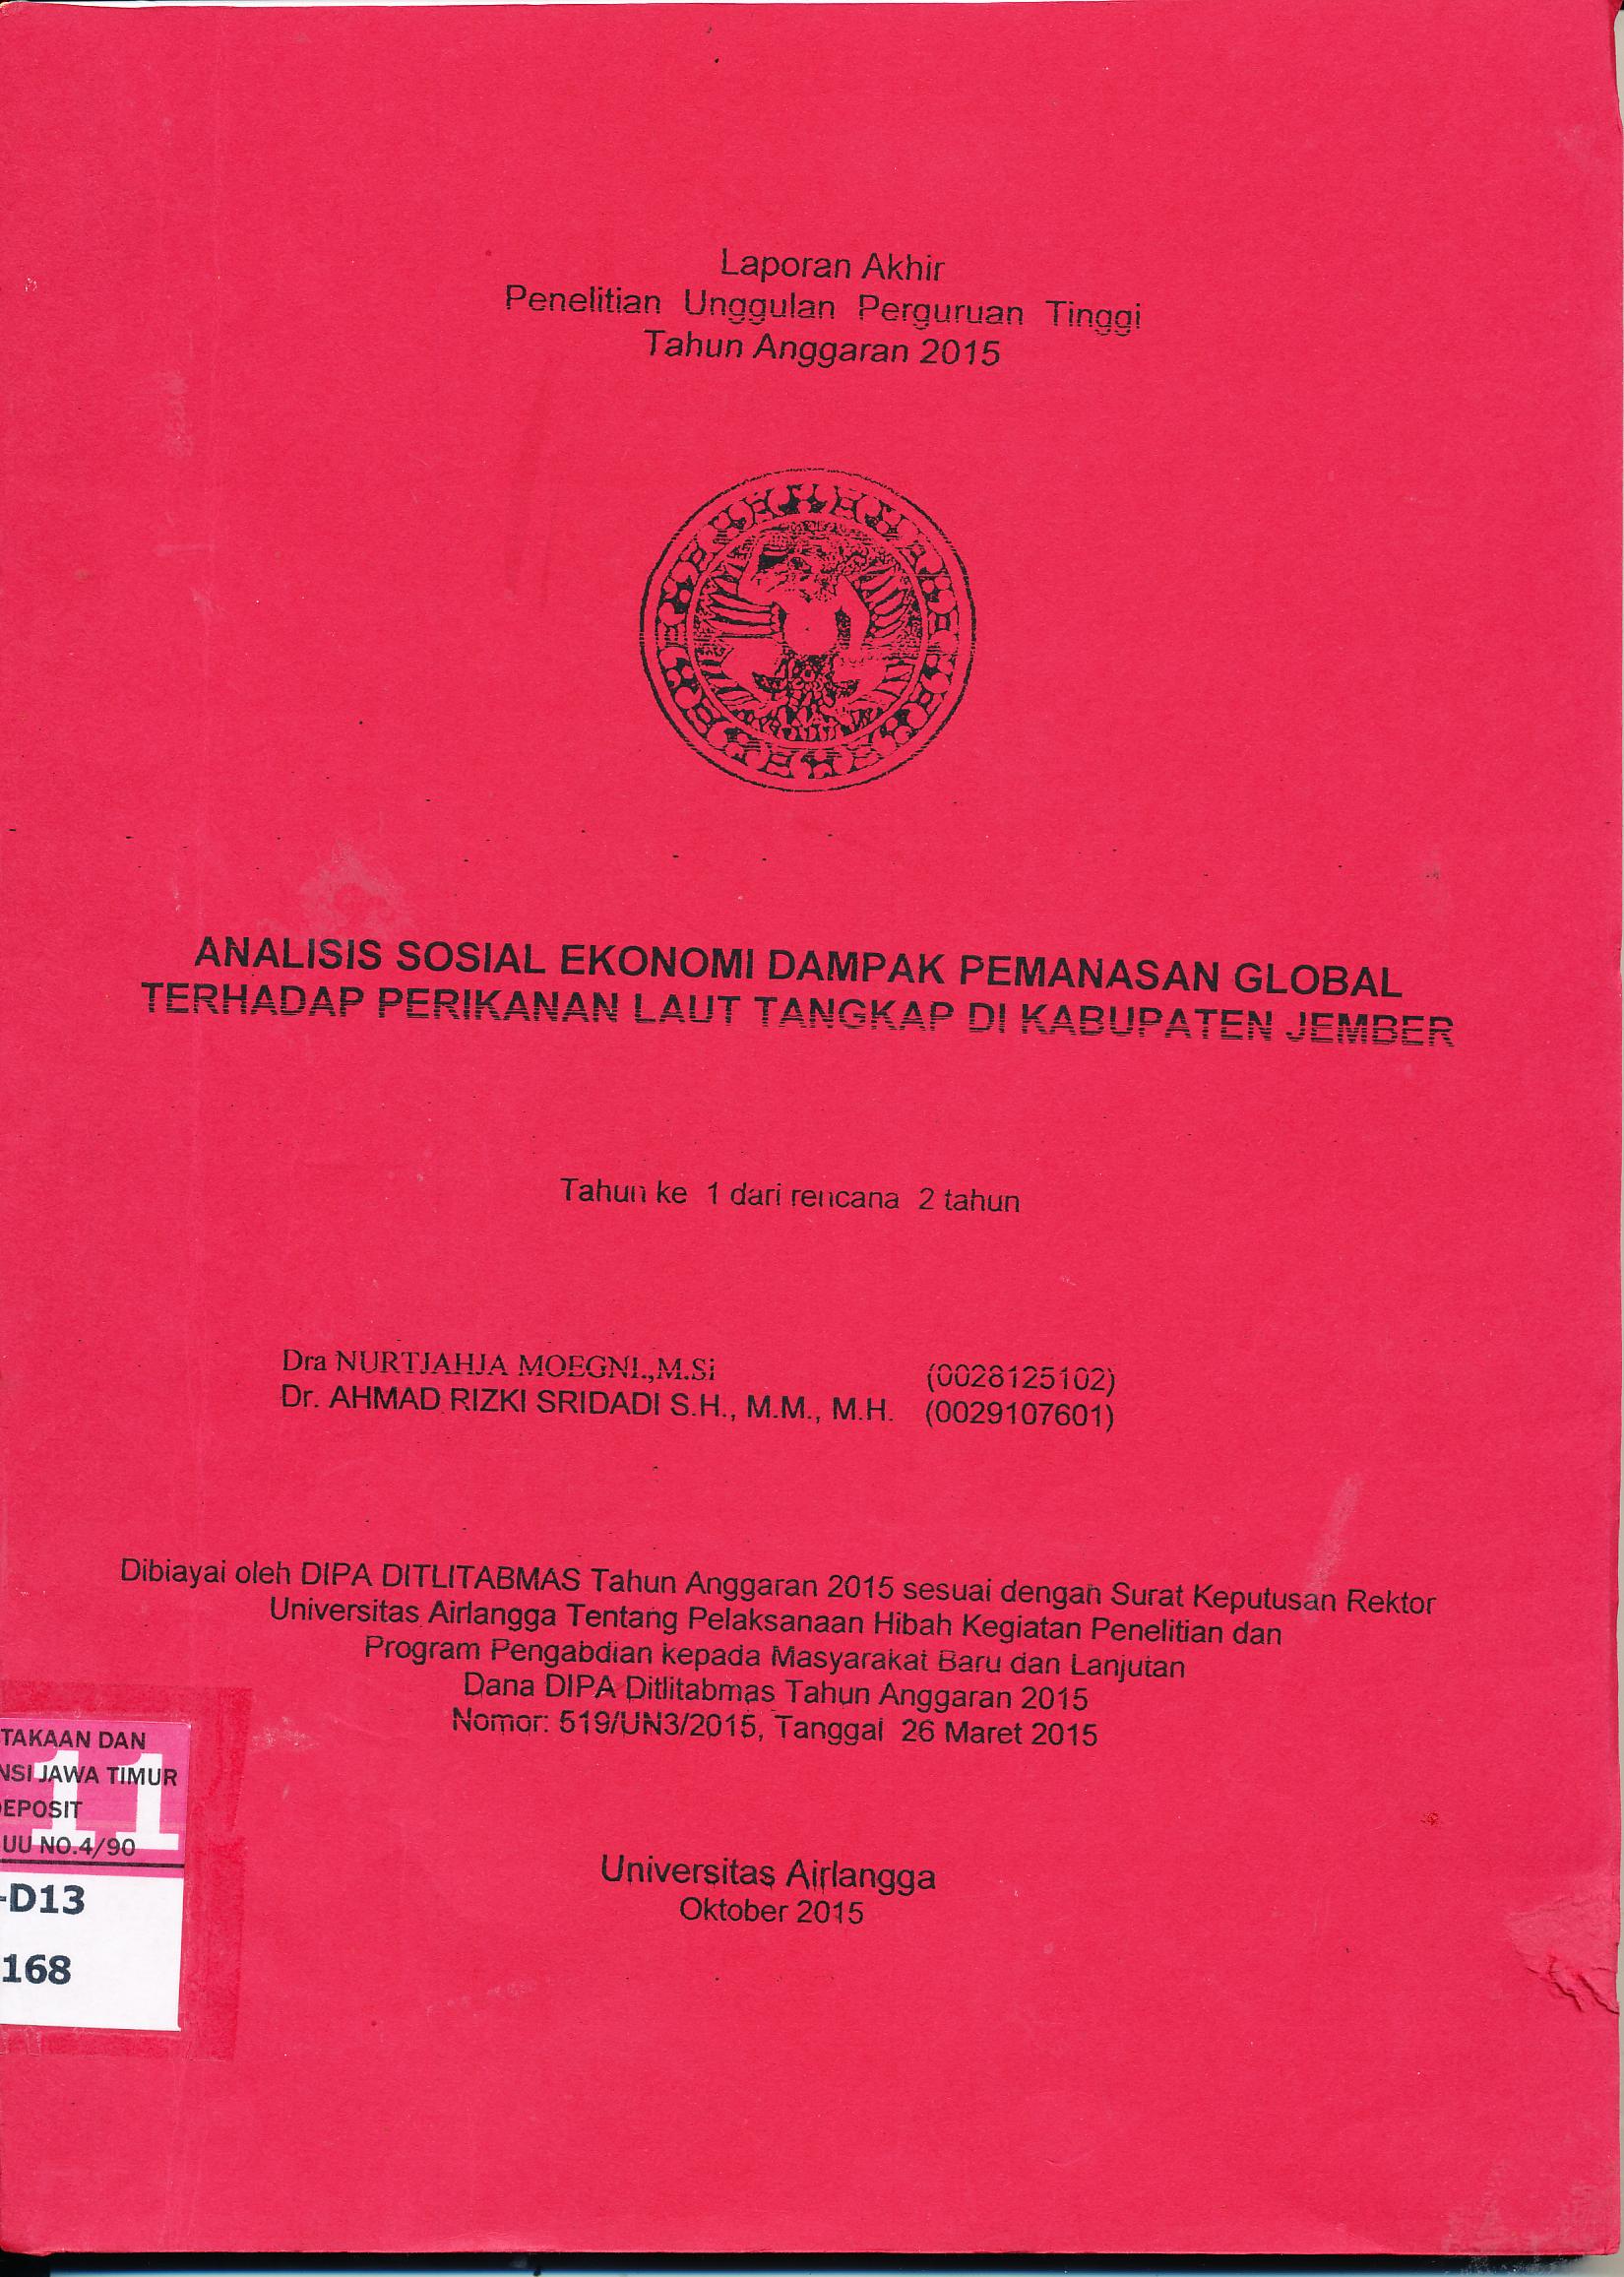 Laporan Akhir
Penelitian Unggulan Perguruan Tinggi
Tahun Anggaran 2015
ANALISIS SOSIAL EKONOMI DAMPAK PEMANASAN GLOBAL
TERHADAP PERIKANAN LAUT TANGKAP DI KABUPATEN JEMBER
Tahun ke 1 dari rencana 2 tahun
Dra NURTJAHJA MOEGNI.,M.Si (0028125102)
Dr. AHMAD RIZKI SRIDADI S.H., M.M., M.H. (0029107601)
Dibiayai oleh DIPA DITLITABMAS Tahun Anggaran 2015 sesuai dengan Surat Keputusan Rektor
Universitas Airlangga Tentang Pelaksanaan Hibah Kegiatan Penelitian dan
Program Pengabdian kepada Masyarakat Baru dan Lanjutan
Dana DIPA Ditlitabmas Tahun Anggaran 2015
Nomor: 519/UN3/2015, Tanggal 26 Maret 2015
TAKAAN DAN
NSI JAWA TIMUR
EPOSIT
UU NO.4/90
11
-D13
168
Universitas Airlangga
Oktober 2015